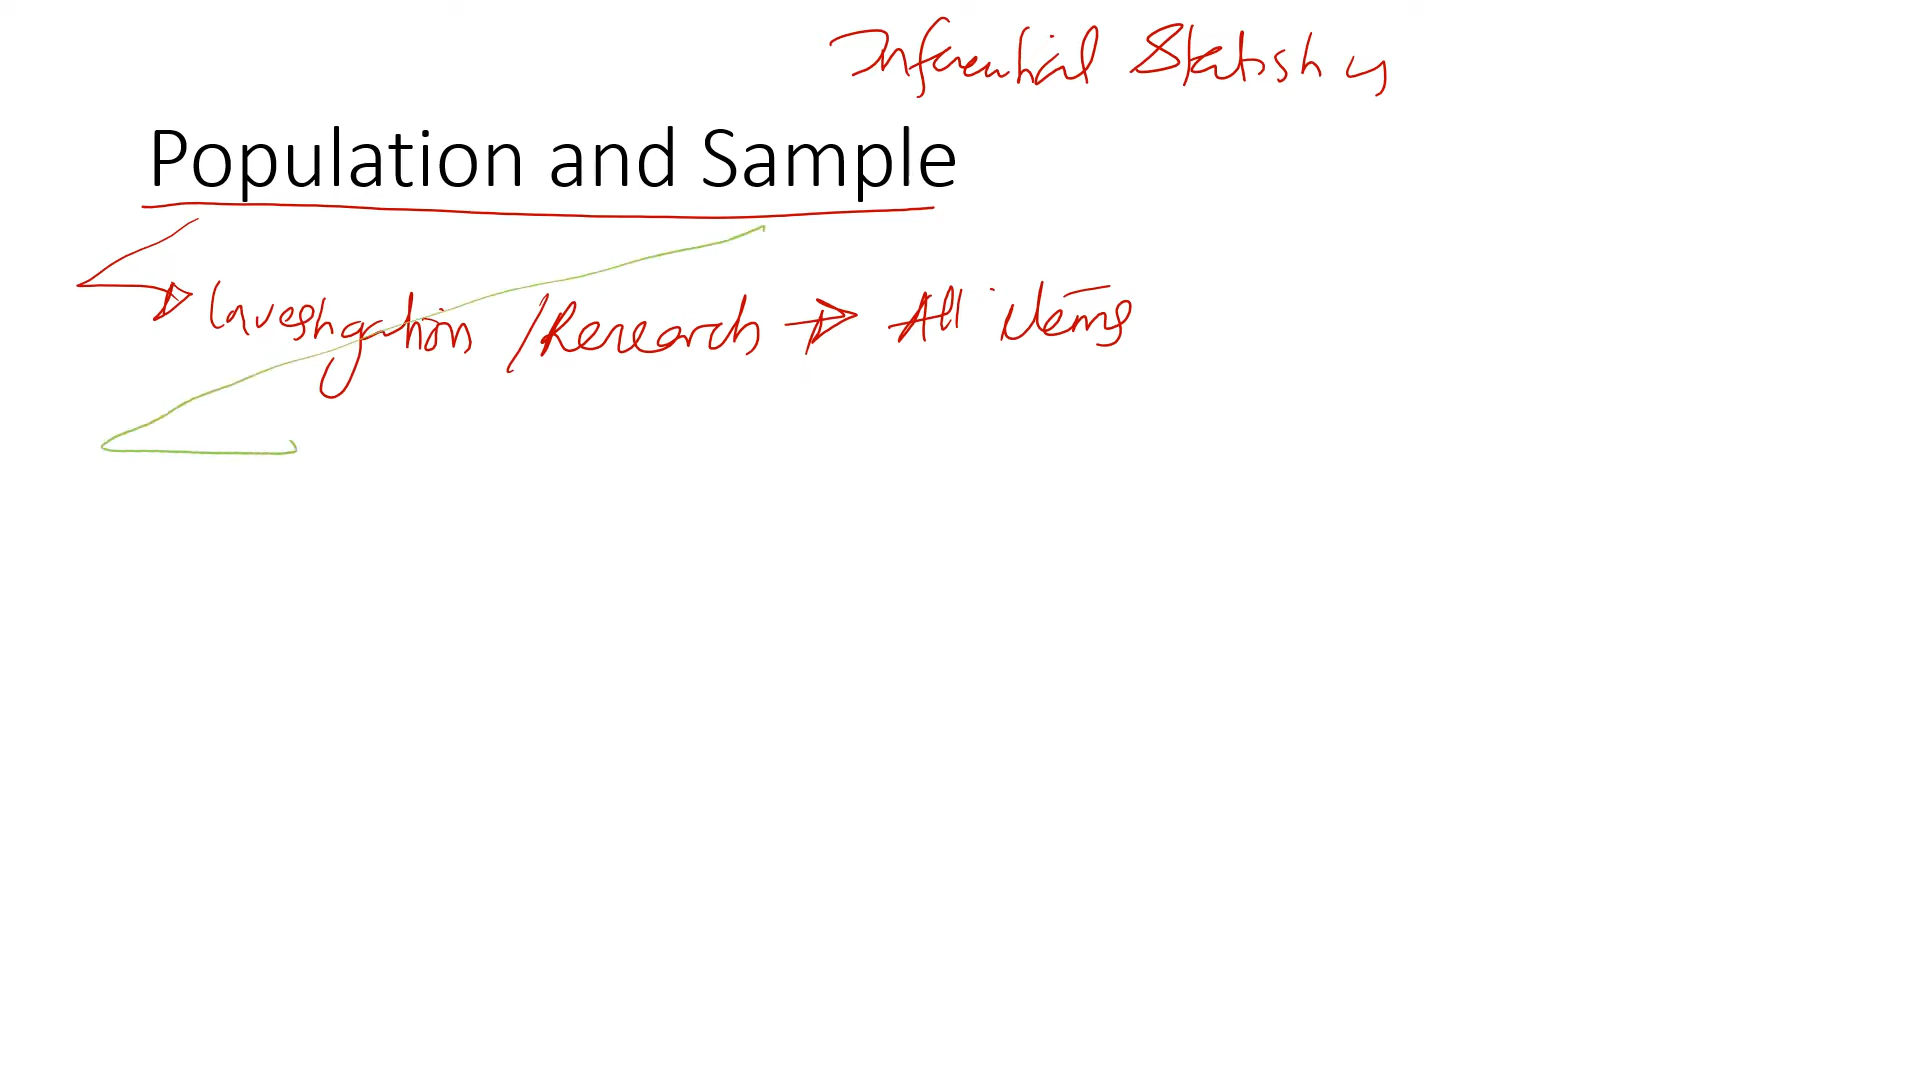 Inferential Statistics
Population and Sample
Investigation / Research → All items